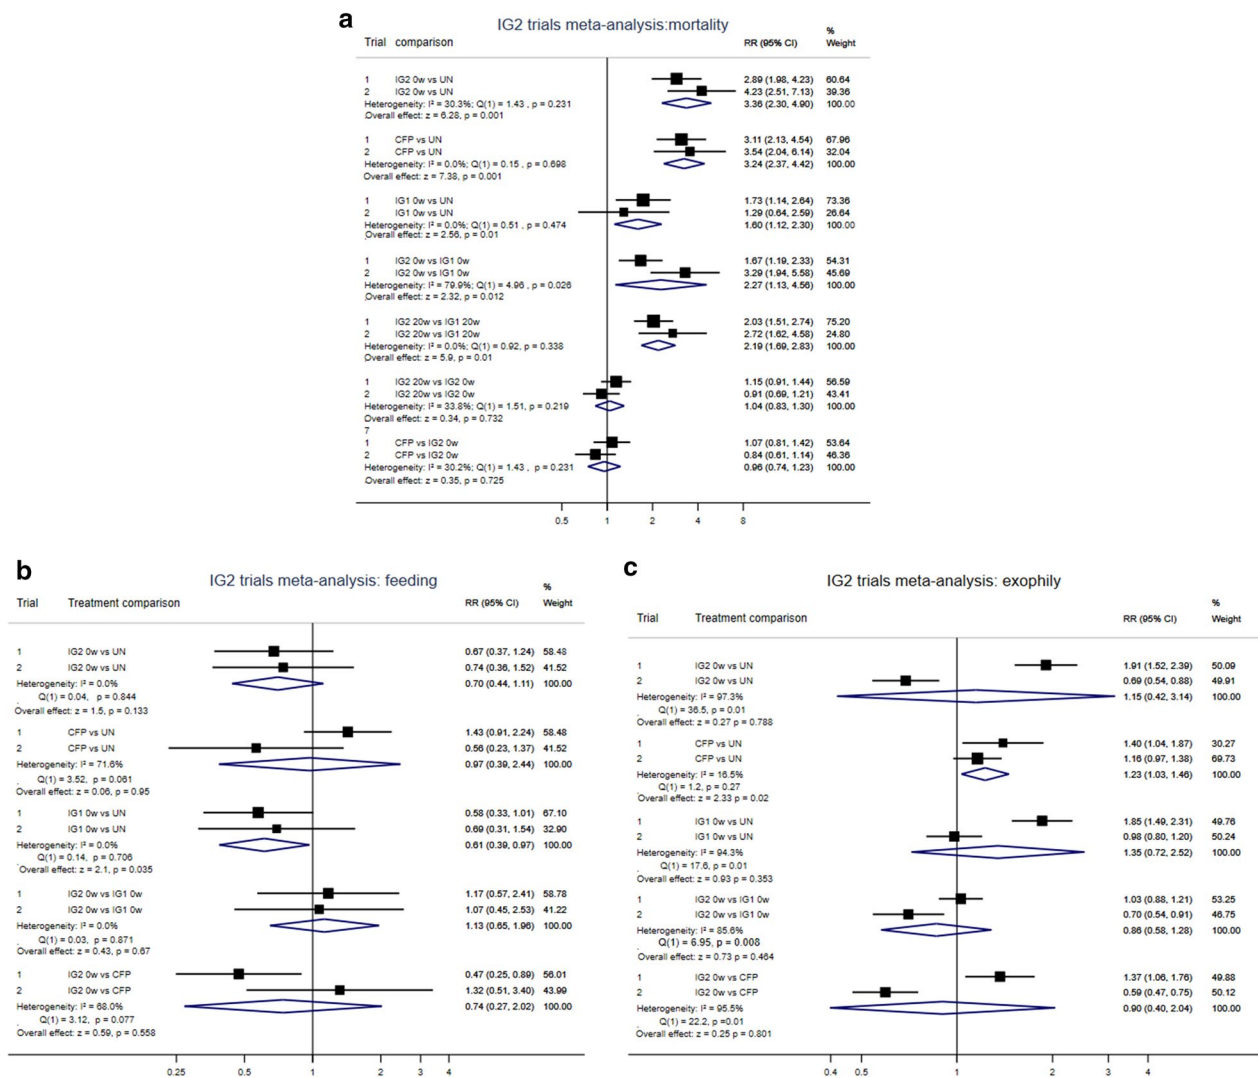 a
IG2 trials meta-analysis:mortality
Trial comparison RR (95% CI) % Weight
1 IG2 0w vs UN 2.89 (1.98, 4.23) 60.64
2 IG2 0w vs UN 4.23 (2.51, 7.13) 39.36
Heterogeneity: I² = 30.3%; Q(1) = 1.43, p = 0.231 3.36 (2.30, 4.90) 100.00
Overall effect: z = 6.28, p = 0.001
1 CFP vs UN 3.11 (2.13, 4.54) 67.96
2 CFP vs UN 3.54 (2.04, 6.14) 32.04
Heterogeneity: I² = 0.0%; Q(1) = 0.15, p = 0.698 3.24 (2.37, 4.42) 100.00
Overall effect: z = 7.38, p = 0.001
1 IG1 0w vs UN 1.73 (1.14, 2.64) 73.36
2 IG1 0w vs UN 1.29 (0.64, 2.59) 26.64
Heterogeneity: I² = 0.0%; Q(1) = 0.51 , p = 0.474 1.60 (1.12, 2.30) 100.00
Overall effect: z = 2.56, p = 0.01
1 IG2 0w vs IG1 0w 1.67 (1.19, 2.33) 54.31
2 IG2 0w vs IG1 0w 3.29 (1.94, 5.58) 45.69
Heterogeneity: I² = 79.9%; Q(1) = 4.96, p = 0.026 2.27 (1.13, 4.56) 100.00
Overall effect: z = 2.32, p = 0.012
1 IG2 20w vs IG1 20w 2.03 (1.51, 2.74) 75.20
2 IG2 20w vs IG1 20w 2.72 (1.62, 4.58) 24.80
Heterogeneity: I² = 0.0%; Q(1) = 0.92, p = 0.338 2.19 (1.69, 2.83) 100.00
Overall effect: z = 5.9, p = 0.01
1 IG2 20w vs IG2 0w 1.15 (0.91, 1.44) 56.59
2 IG2 20w vs IG2 0w 0.91 (0.69, 1.21) 43.41
Heterogeneity: I² = 33.8%; Q(1) = 1.51, p = 0.219 1.04 (0.83, 1.30) 100.00
Overall effect: z = 0.34, p = 0.732
7
1 CFP vs IG2 0w 1.07 (0.81, 1.42) 53.64
2 CFP vs IG2 0w 0.84 (0.61, 1.14) 46.36
Heterogeneity: I² = 30.2%; Q(1) = 1.43 , p = 0.231 0.96 (0.74, 1.23) 100.00
Overall effect: z = 0.35, p = 0.725
0.5 1 2 4 8
b
IG2 trials meta-analysis: feeding
Trial Treatment comparison RR (95% CI) % Weight
1 IG2 0w vs UN 0.67 (0.37, 1.24) 58.48
2 IG2 0w vs UN 0.74 (0.36, 1.52) 41.52
Heterogeneity: I² = 0.0% 0.70 (0.44, 1.11) 100.00
Q(1) = 0.04, p = 0.844
Overall effect: z = 1.5, p = 0.133
1 CFP vs UN 1.43 (0.91, 2.24) 58.48
2 CFP vs UN 0.56 (0.23, 1.37) 41.52
Heterogeneity: I² = 71.6% 0.97 (0.39, 2.44) 100.00
Q(1) = 3.52, p = 0.061
Overall effect: z = 0.06, p = 0.95
1 IG1 0w vs UN 0.58 (0.33, 1.01) 67.10
2 IG1 0w vs UN 0.69 (0.31, 1.54) 32.90
Heterogeneity: I² = 0.0% 0.61 (0.39, 0.97) 100.00
Q(1) = 0.14, p = 0.706
Overall effect: z = 2.1, p = 0.035
1 IG2 0w vs IG1 0w 1.17 (0.57, 2.41) 58.78
2 IG2 0w vs IG1 0w 1.07 (0.45, 2.53) 41.22
Heterogeneity: I² = 0.0% 1.13 (0.65, 1.96) 100.00
Q(1) = 0.03, p = 0.871
Overall effect: z = 0.43, p = 0.67
1 IG2 0w vs CFP 0.47 (0.25, 0.89) 56.01
2 IG2 0w vs CFP 1.32 (0.51, 3.40) 43.99
Heterogeneity: I² = 68.0% 0.74 (0.27, 2.02) 100.00
Q(1) = 3.12, p = 0.077
Overall effect: z = 0.59, p = 0.558
0.25 0.5 1 2 3 4
c
IG2 trials meta-analysis: exophily
Trial Treatment comparison RR (95% CI) % Weight
1 IG2 0w vs UN 1.91 (1.52, 2.39) 50.09
2 IG2 0w vs UN 0.69 (0.54, 0.88) 49.91
Heterogeneity: I² = 97.3% 1.15 (0.42, 3.14) 100.00
Q(1) = 36.5, p = 0.01
Overall effect: z = 0.27 p = 0.788
1 CFP vs UN 1.40 (1.04, 1.87) 30.27
2 CFP vs UN 1.16 (0.97, 1.38) 69.73
Heterogeneity: I² = 16.5% 1.23 (1.03, 1.46) 100.00
Q(1) = 1.2, p = 0.27
Overall effect: z = 2.33 p = 0.02
1 IG1 0w vs UN 1.85 (1.49, 2.31) 49.76
2 IG1 0w vs UN 0.98 (0.80, 1.20) 50.24
Heterogeneity: I² = 94.3% 1.35 (0.72, 2.52) 100.00
Q(1) = 17.6, p = 0.01
Overall effect: z = 0.93 p = 0.353
1 IG2 0w vs IG1 0w 1.03 (0.88, 1.21) 53.25
2 IG2 0w vs IG1 0w 0.70 (0.54, 0.91) 46.75
Heterogeneity: I² = 85.6% 0.86 (0.58, 1.28) 100.00
Q(1) = 6.95, p = 0.008
Overall effect: z = 0.73 p = 0.464
1 IG2 0w vs CFP 1.37 (1.06, 1.76) 49.88
2 IG2 0w vs CFP 0.59 (0.47, 0.75) 50.12
Heterogeneity: I² = 95.5% 0.90 (0.40, 2.04) 100.00
Q(1) = 22.2, p =0.01
Overall effect: z = 0.25 p = 0.801
0.4 0.5 1 2 3 4